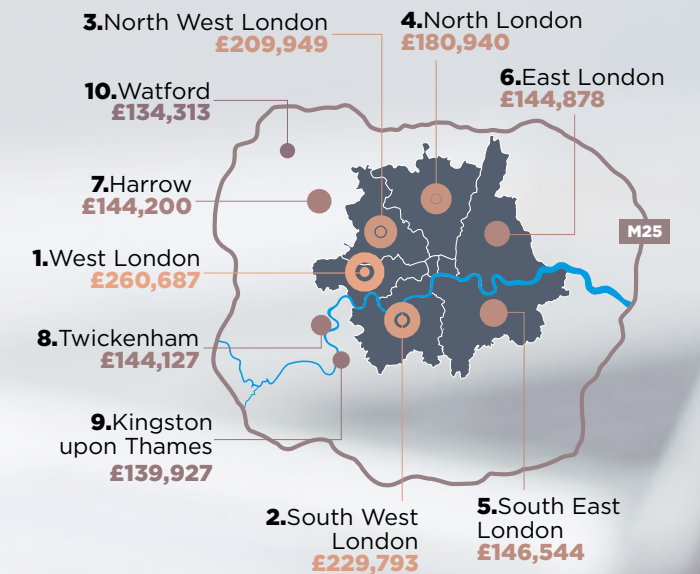 3.North West London
£209,949
4.North London
£180,940
6.East London
£144,878
10.Watford
£134,313
7.Harrow
£144,200
M25
1.West London
£260,687
8.Twickenham
£144,127
9.Kingston
upon Thames
£139,927
2.South West
London
£229,793
5.South East
London
£146,544